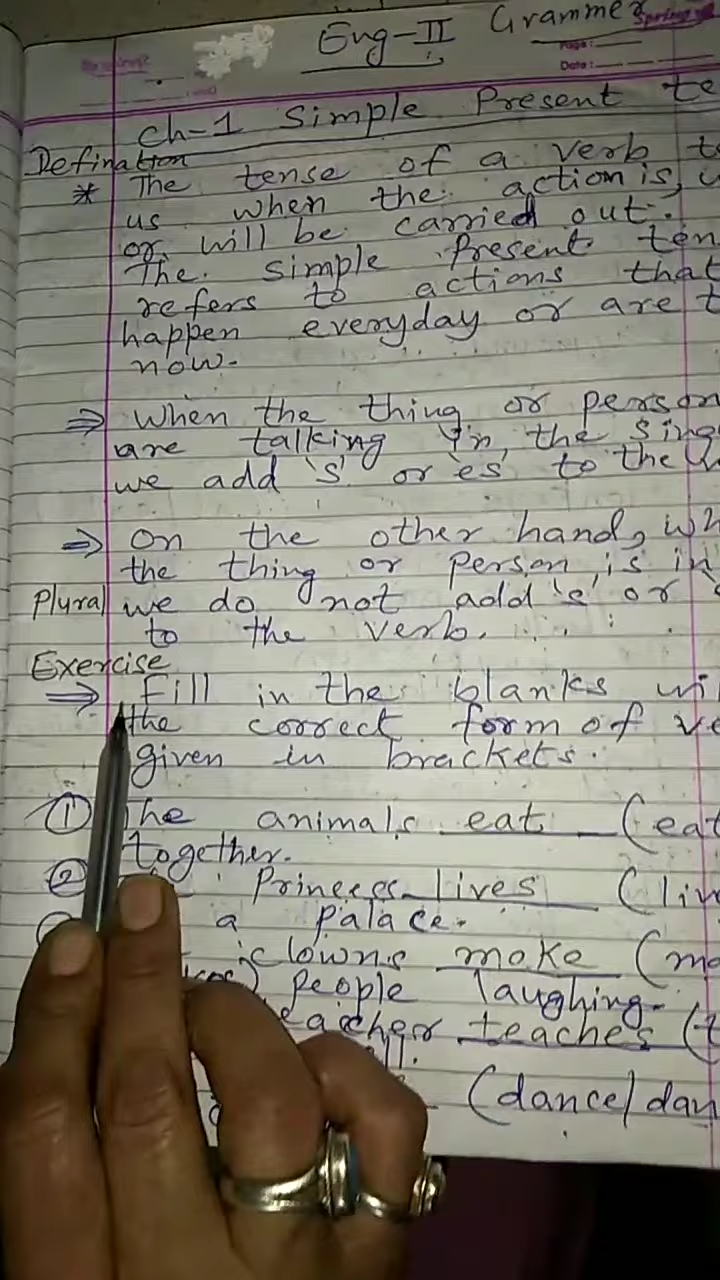 Eng-II Grammer
Spring
Page:
Date:
Ch-1 Simple Present te
Defination
* The tense of a verb t
us when the action is,
or will be carried out.
The simple Present ten
refers to actions that
happen everyday or are t
now.
⇒ When the thing or person
are talking in the sing
we add 's' or 'es' to the
⇒ On the other hand, wh
the thing or person is in
Plural we do not add 's' or
to the verb.
Exercise
⇒ Fill in the blanks wi
the correct form of ve
given in brackets.
① The animals eat (eat
together.
② Princess lives (liv
a palace.
clowns make (ma
people laughing.
eacher teaches (t
(dance/dan